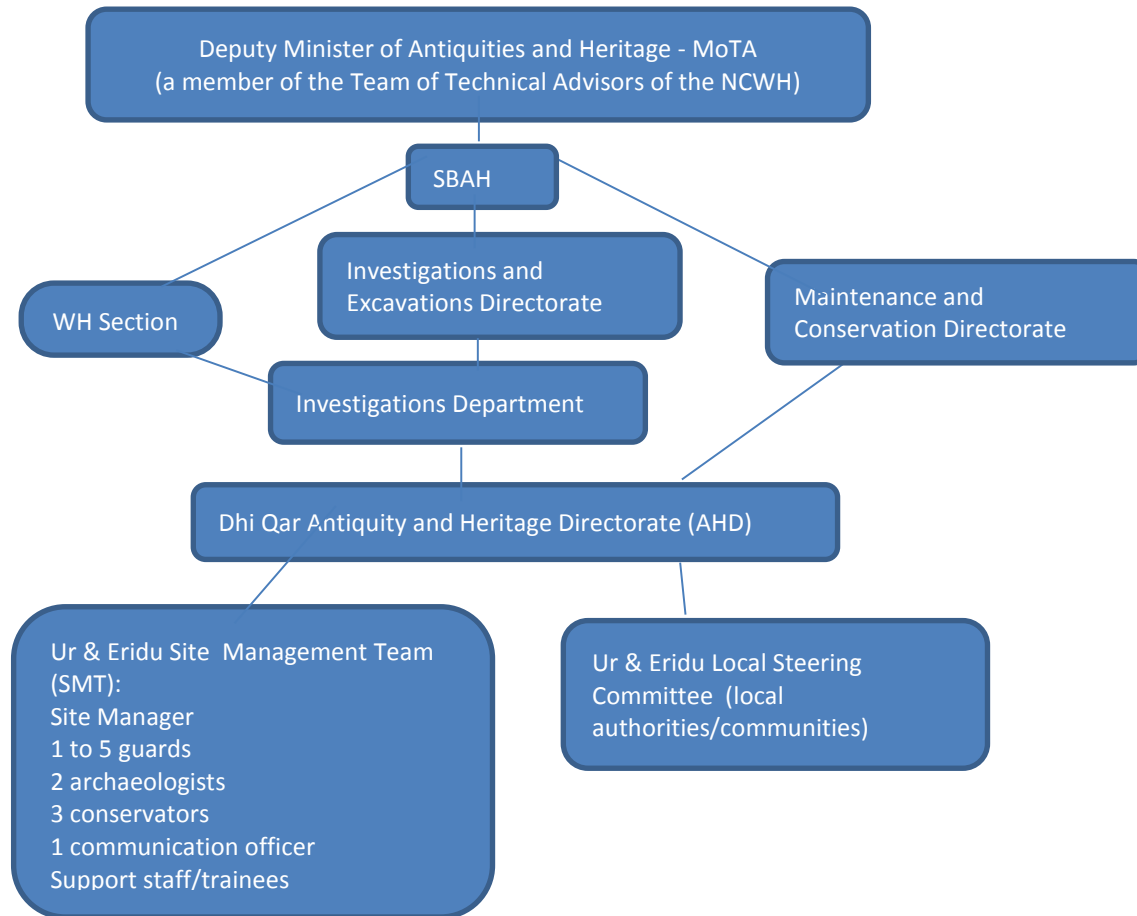 Deputy Minister of Antiquities and Heritage - MoTA
(a member of the Team of Technical Advisors of the NCWH)
SBAH
Investigations and
Excavations Directorate
WH Section
Maintenance and
Conservation Directorate
Investigations Department
Dhi Qar Antiquity and Heritage Directorate (AHD)
Ur & Eridu Site Management Team
(SMT):
Site Manager
1 to 5 guards
2 archaeologists
3 conservators
1 communication officer
Support staff/trainees
Ur & Eridu Local Steering
Committee (local
authorities/communities)